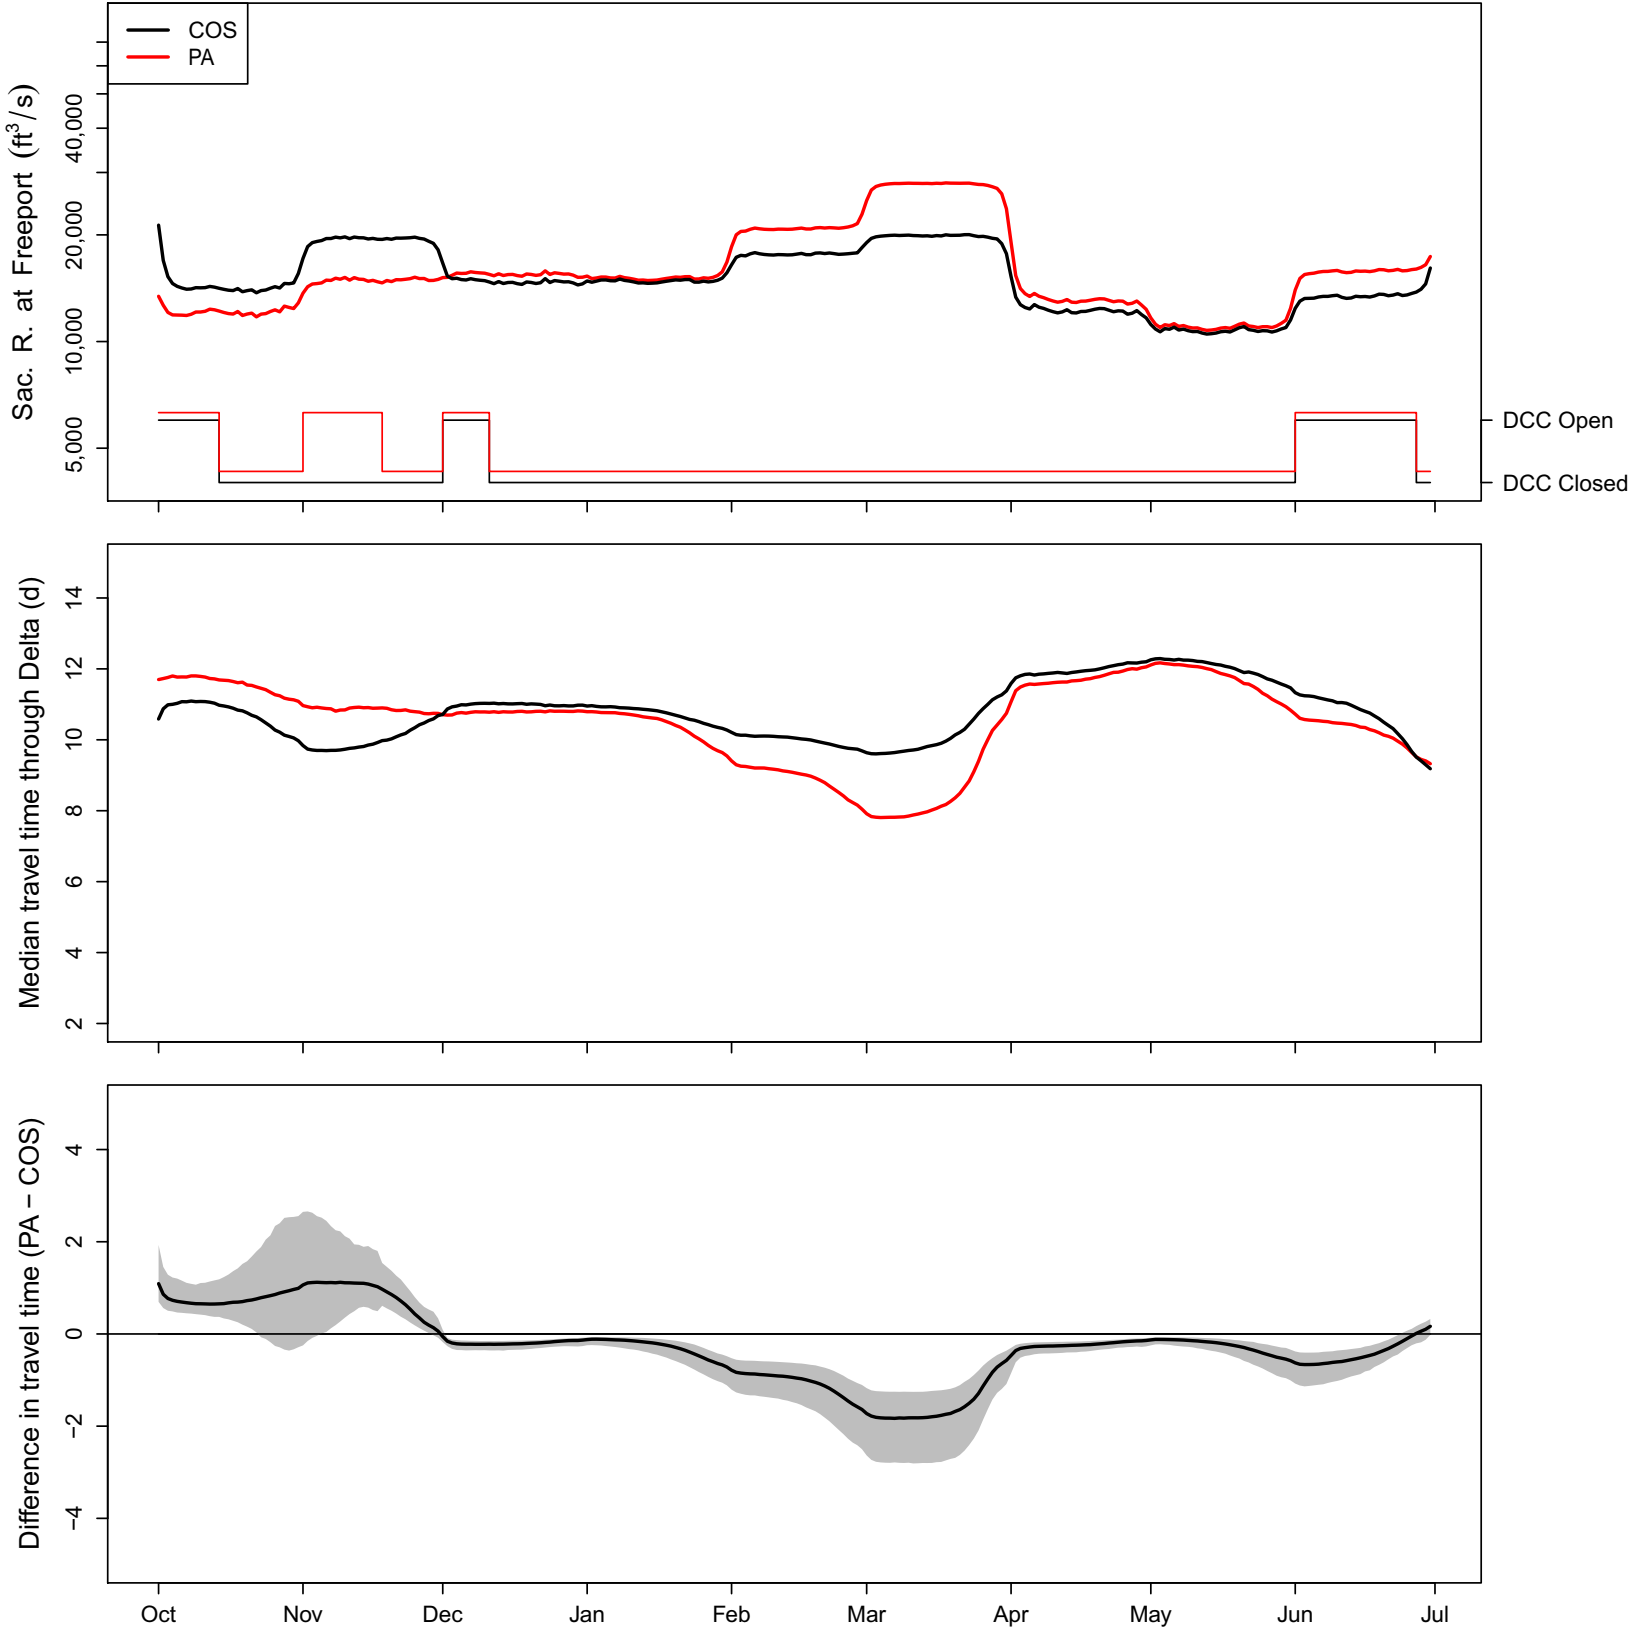 COS
PA
Sac. R. at Freeport (ft³/s)
40,000
20,000
10,000
5,000
DCC Open
DCC Closed
Median travel time through Delta (d)
14
12
10
8
6
4
2
Difference in travel time (PA − COS)
4
2
0
−2
−4
Oct Nov Dec Jan Feb Mar Apr May Jun Jul